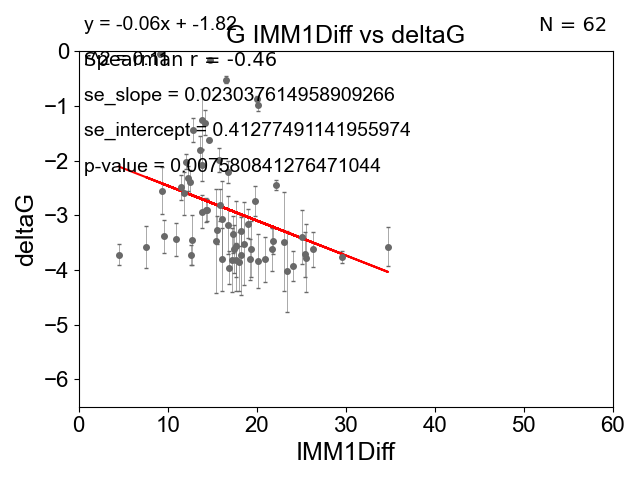 y = -0.06x + -1.82
N = 62
G IMM1Diff vs deltaG
Spearman r = -0.46
se_slope = 0.023037614958909266
se_intercept = 0.41277491141955974
p-value = 0.007580841276471044
deltaG
0
−1
−2
−3
−4
−5
−6
0 10 20 30 40 50 60
IMM1Diff